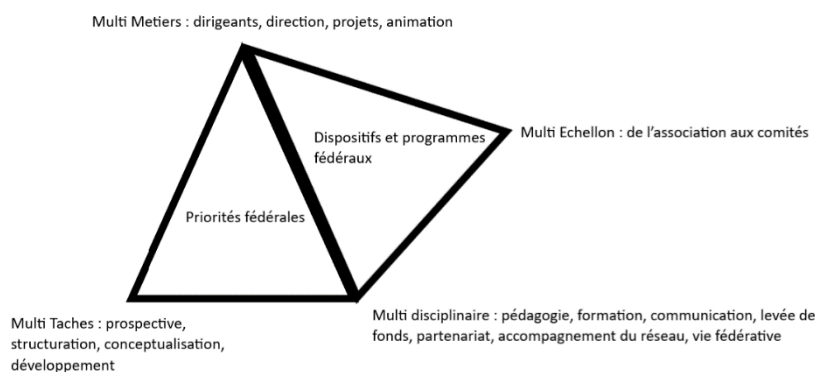 Multi Metiers : dirigeants, direction, projets, animation
Dispositifs et programmes
fédéraux
Multi Echellon : de l'association aux comités
Priorités fédérales
Multi Taches : prospective,
structuration, conceptualisation,
développement
Multi disciplinaire : pédagogie, formation, communication, levée de
fonds, partenariat, accompagnement du réseau, vie fédérative